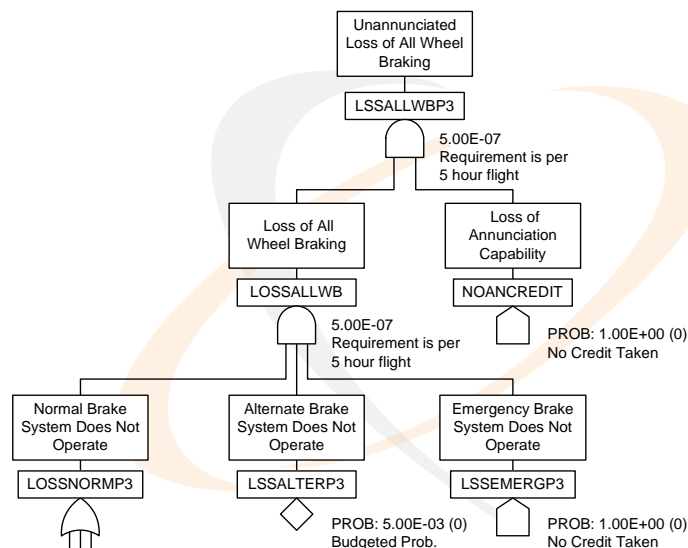 Unannunciated
Loss of All Wheel
Braking
LSSALLWBP3
5.00E-07
Requirement is per
5 hour flight
Loss of All
Wheel Braking
Loss of
Annunciation
Capability
LOSSALLWB
NOANCREDIT
5.00E-07
Requirement is per
5 hour flight
PROB: 1.00E+00 (0)
No Credit Taken
Normal Brake
System Does Not
Operate
Alternate Brake
System Does Not
Operate
Emergency Brake
System Does Not
Operate
LOSSNORMP3
LSSALTERP3
LSSEMERGP3
PROB: 5.00E-03 (0)
Budgeted Prob.
PROB: 1.00E+00 (0)
No Credit Taken